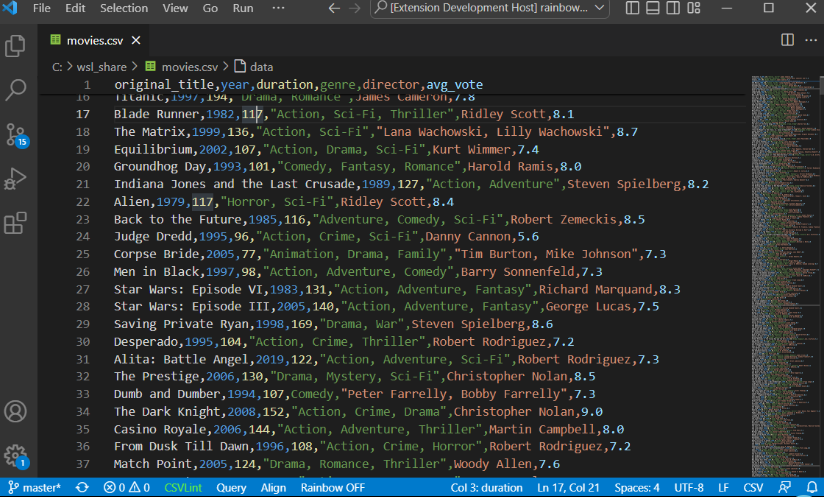 File Edit Selection View Go Run ··· [Extension Development Host] rainbow...
movies.csv
C: > wsl_share > movies.csv > data
1 original_title,year,duration,genre,director,avg_vote
16 Titanic,1997,194,"Drama, Romance",James Cameron,7.8
17 Blade Runner,1982,117,"Action, Sci-Fi, Thriller",Ridley Scott,8.1
18 The Matrix,1999,136,"Action, Sci-Fi","Lana Wachowski, Lilly Wachowski",8.7
19 Equilibrium,2002,107,"Action, Drama, Sci-Fi",Kurt Wimmer,7.4
20 Groundhog Day,1993,101,"Comedy, Fantasy, Romance",Harold Ramis,8.0
21 Indiana Jones and the Last Crusade,1989,127,"Action, Adventure",Steven Spielberg,8.2
22 Alien,1979,117,"Horror, Sci-Fi",Ridley Scott,8.4
23 Back to the Future,1985,116,"Adventure, Comedy, Sci-Fi",Robert Zemeckis,8.5
24 Judge Dredd,1995,96,"Action, Crime, Sci-Fi",Danny Cannon,5.6
25 Corpse Bride,2005,77,"Animation, Drama, Family","Tim Burton, Mike Johnson",7.3
26 Men in Black,1997,98,"Action, Adventure, Comedy",Barry Sonnenfeld,7.3
27 Star Wars: Episode VI,1983,131,"Action, Adventure, Fantasy",Richard Marquand,8.3
28 Star Wars: Episode III,2005,140,"Action, Adventure, Fantasy",George Lucas,7.5
29 Saving Private Ryan,1998,169,"Drama, War",Steven Spielberg,8.6
30 Desperado,1995,104,"Action, Crime, Thriller",Robert Rodriguez,7.2
31 Alita: Battle Angel,2019,122,"Action, Adventure, Sci-Fi",Robert Rodriguez,7.3
32 The Prestige,2006,130,"Drama, Mystery, Sci-Fi",Christopher Nolan,8.5
33 Dumb and Dumber,1994,107,Comedy,"Peter Farrelly, Bobby Farrelly",7.3
34 The Dark Knight,2008,152,"Action, Crime, Drama",Christopher Nolan,9.0
35 Casino Royale,2006,144,"Action, Adventure, Thriller",Martin Campbell,8.0
36 From Dusk Till Dawn,1996,108,"Action, Crime, Horror",Robert Rodriguez,7.2
37 Match Point,2005,124,"Drama, Romance, Thriller",Woody Allen,7.6
15
1
master* 0 0 CSVLint Query Align Rainbow OFF Col 3: duration Ln 17, Col 21 Spaces: 4 UTF-8 LF CSV